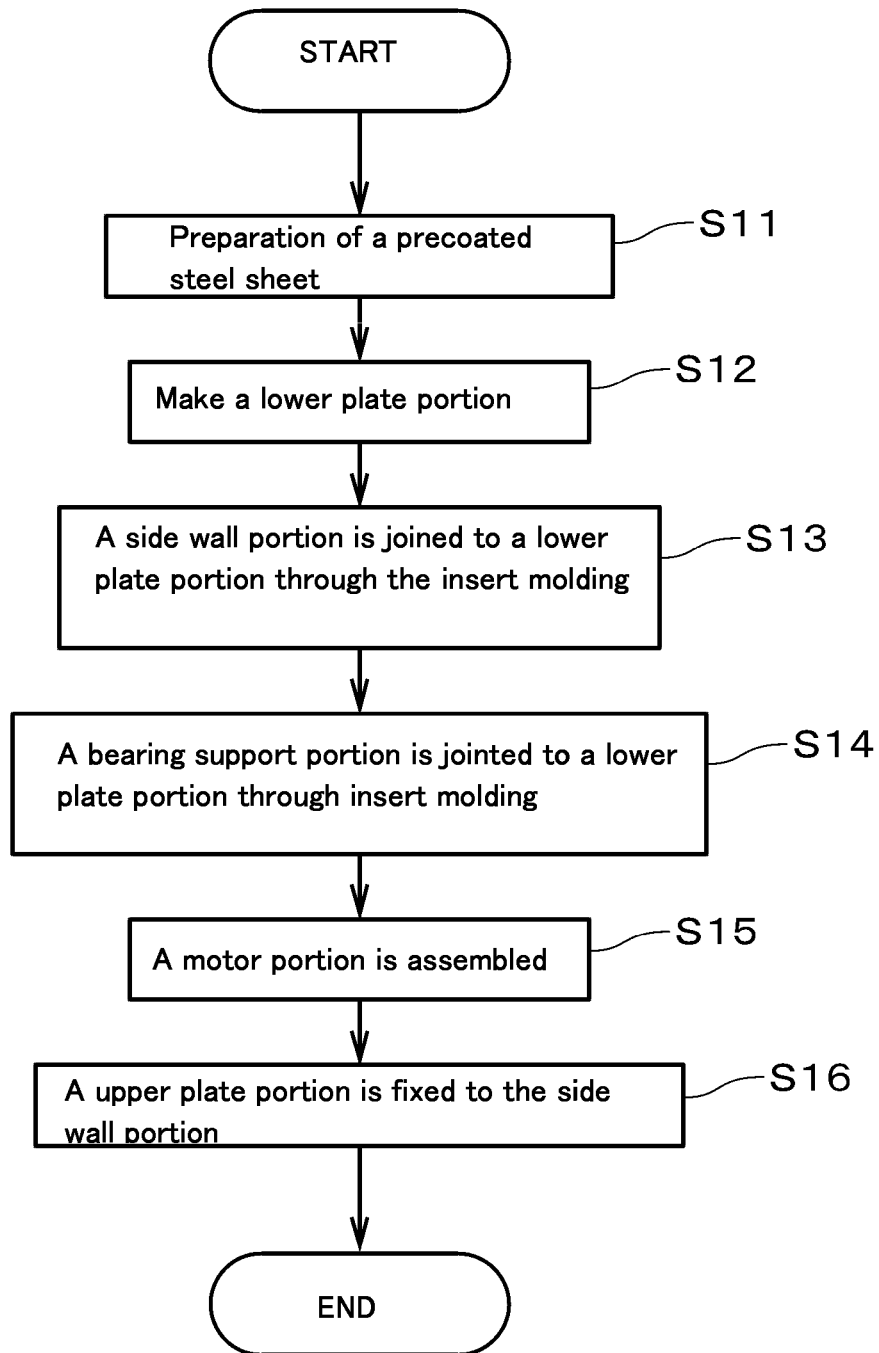 START
Preparation of a precoated
steel sheet
S11
Make a lower plate portion
S12
A side wall portion is joined to a lower
plate portion through the insert molding
S13
A bearing support portion is jointed to a lower
plate portion through insert molding
S14
A motor portion is assembled
S15
A upper plate portion is fixed to the side
wall portion
S16
END